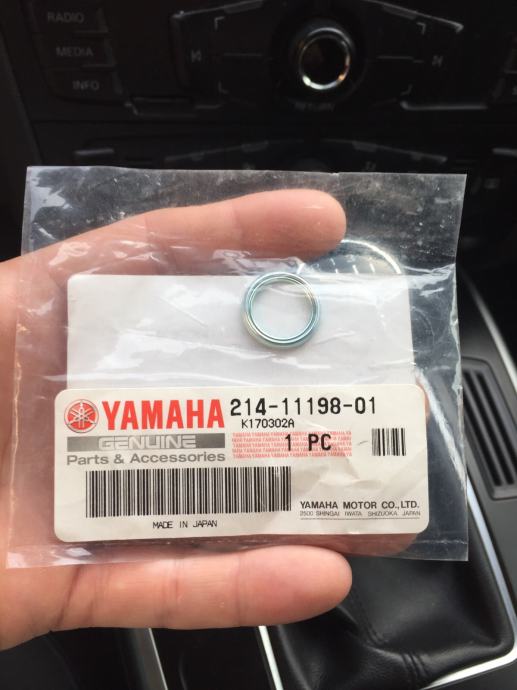 RADIO
MEDIA
INFO
YAMAHA 214-11198-01
K170302A
GENUINE
Parts & Accessories
1 PC
MADE IN JAPAN
YAMAHA MOTOR CO.,LTD.
2500 SHINGAI IWATA SHIZUOKA JAPAN